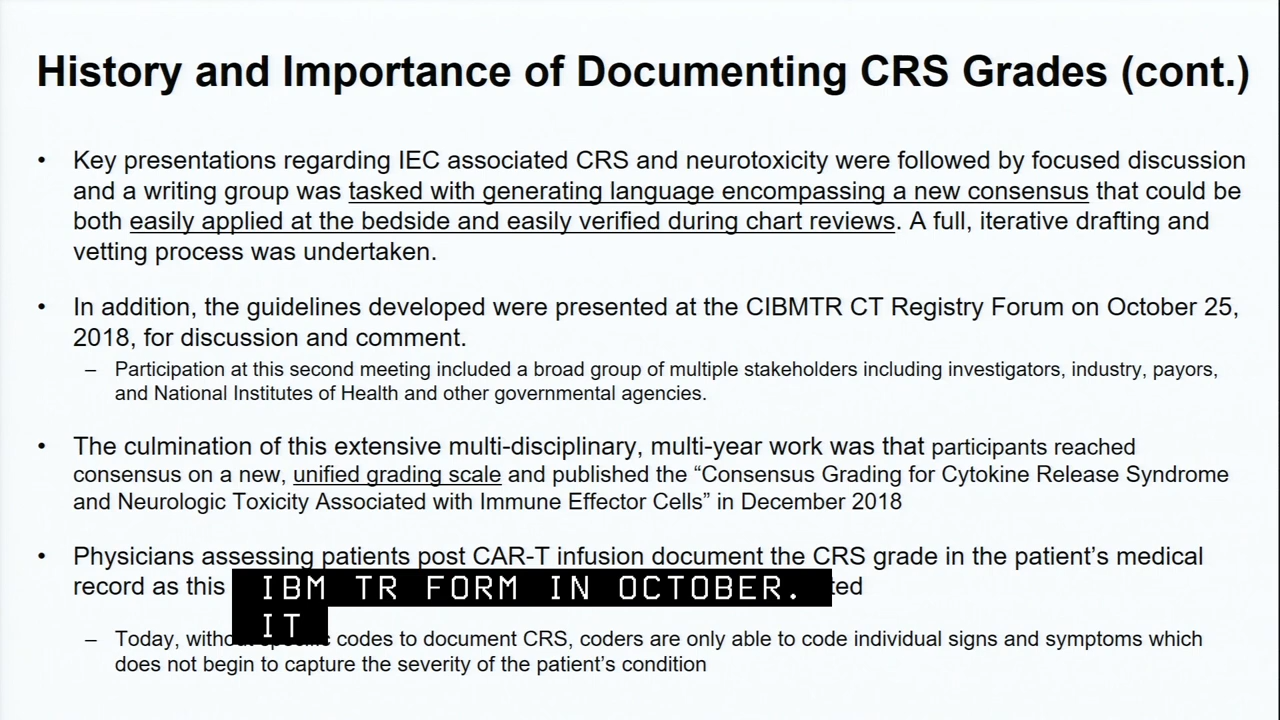 History and Importance of Documenting CRS Grades (cont.)
• Key presentations regarding IEC associated CRS and neurotoxicity were followed by focused discussion
and a writing group was tasked with generating language encompassing a new consensus that could be
both easily applied at the bedside and easily verified during chart reviews. A full, iterative drafting and
vetting process was undertaken.
• In addition, the guidelines developed were presented at the CIBMTR CT Registry Forum on October 25,
2018, for discussion and comment.
– Participation at this second meeting included a broad group of multiple stakeholders including investigators, industry, payors,
and National Institutes of Health and other governmental agencies.
• The culmination of this extensive multi-disciplinary, multi-year work was that participants reached
consensus on a new, unified grading scale and published the “Consensus Grading for Cytokine Release Syndrome
and Neurologic Toxicity Associated with Immune Effector Cells” in December 2018
• Physicians assessing patients post CAR-T infusion document the CRS grade in the patient’s medical
record as this
IBM TR FORM IN OCTOBER.
IT
– Today, codes to document CRS, coders are only able to code individual signs and symptoms which
does not begin to capture the severity of the patient’s condition